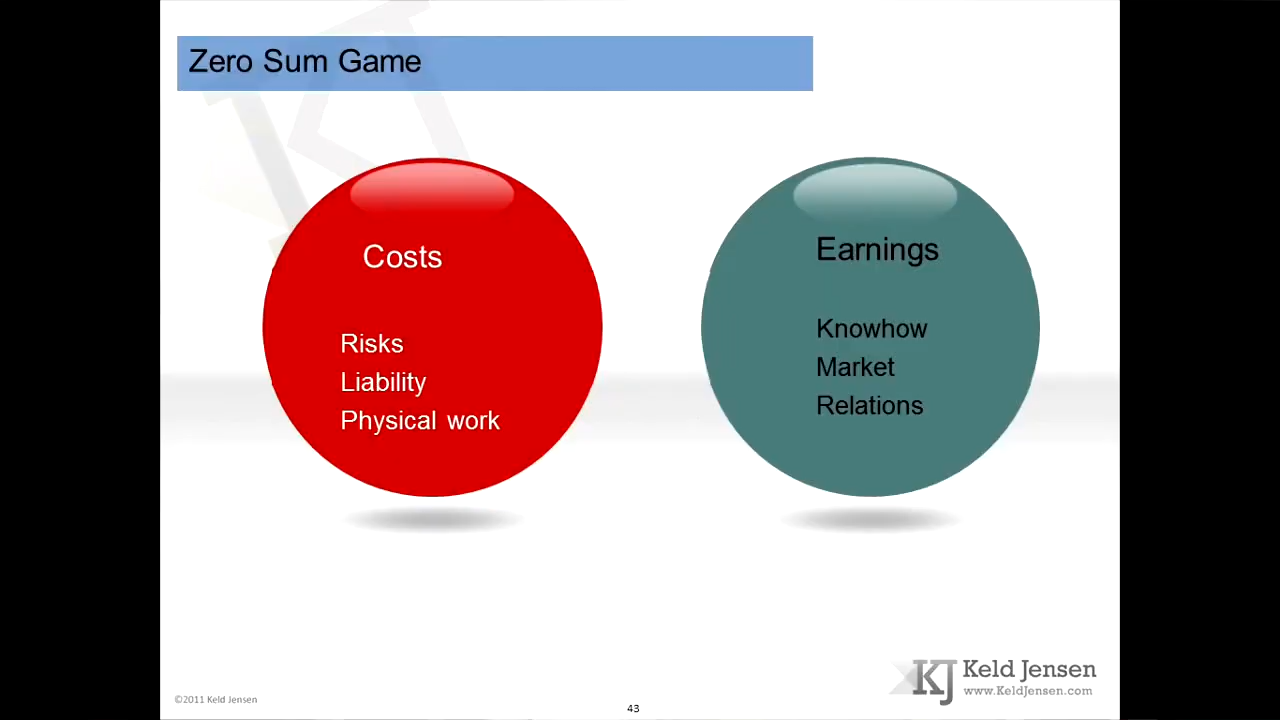 Zero Sum Game
Costs
Risks
Liability
Physical work
Earnings
Knowhow
Market
Relations
©2011 Keld Jensen
43
KJ Keld Jensen
www.KeldJensen.com